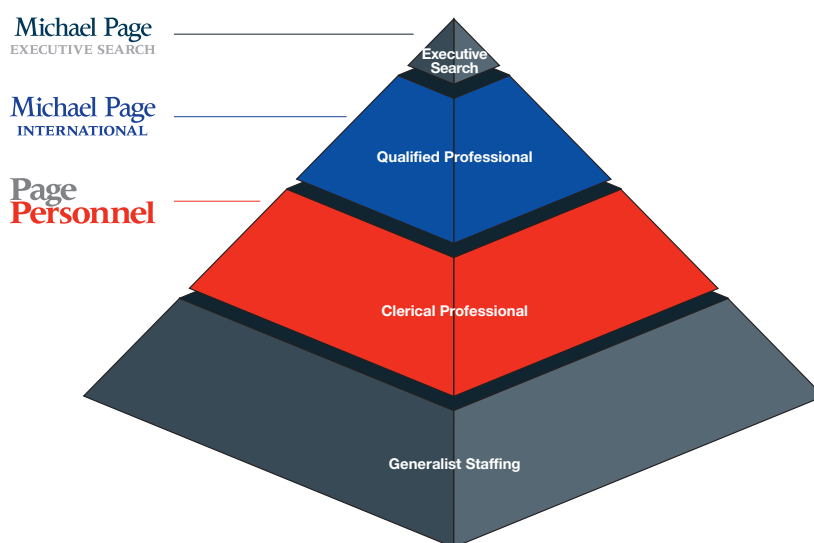 Michael Page
EXECUTIVE SEARCH
Michael Page
INTERNATIONAL
Page
Personnel
Executive
Search
Qualified Professional
Clerical Professional
Generalist Staffing